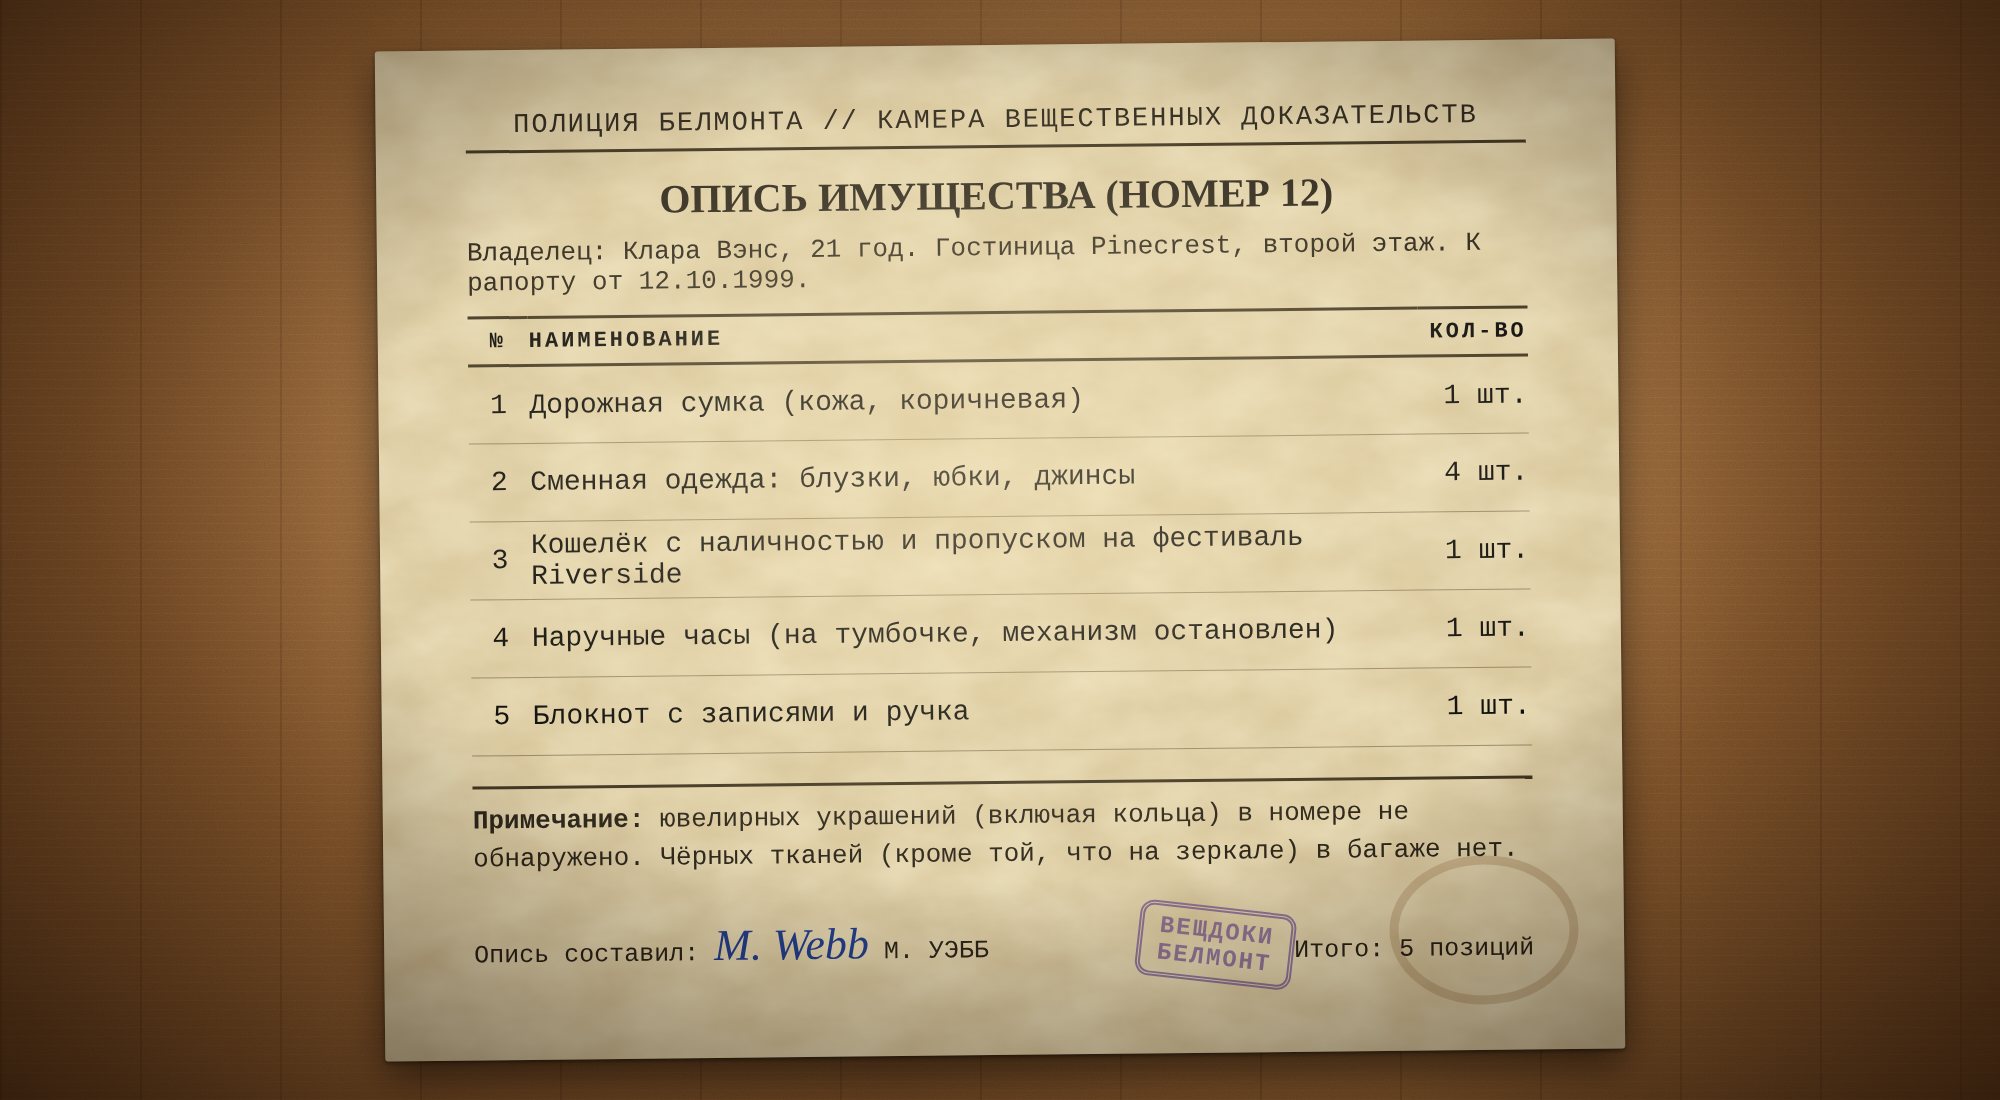 ПОЛИЦИЯ БЕЛМОНТА // КАМЕРА ВЕЩЕСТВЕННЫХ ДОКАЗАТЕЛЬСТВ
ОПИСЬ ИМУЩЕСТВА (НОМЕР 12)
Владелец: Клара Вэнс, 21 год. Гостиница Pinecrest, второй этаж. К
рапорту от 12.10.1999.
№ НАИМЕНОВАНИЕ КОЛ-ВО
1 Дорожная сумка (кожа, коричневая) 1 шт.
2 Сменная одежда: блузки, юбки, джинсы 4 шт.
3 Кошелёк с наличностью и пропуском на фестиваль
Riverside 1 шт.
4 Наручные часы (на тумбочке, механизм остановлен) 1 шт.
5 Блокнот с записями и ручка 1 шт.
Примечание: ювелирных украшений (включая кольца) в номере не
обнаружено. Чёрных тканей (кроме той, что на зеркале) в багаже нет.
Опись составил: M. Webb М. УЭББ
ВЕЩДОКИ
БЕЛМОНТ
Итого: 5 позиций